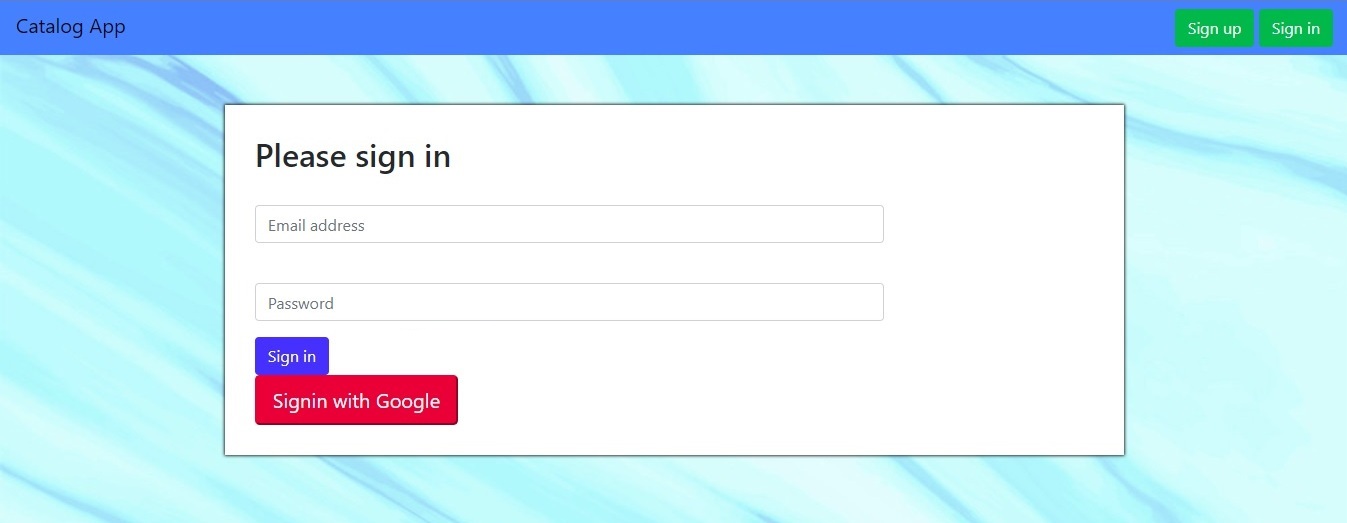 Catalog App
Sign up
Sign in
Please sign in
Email address
Password
Sign in
Signin with Google